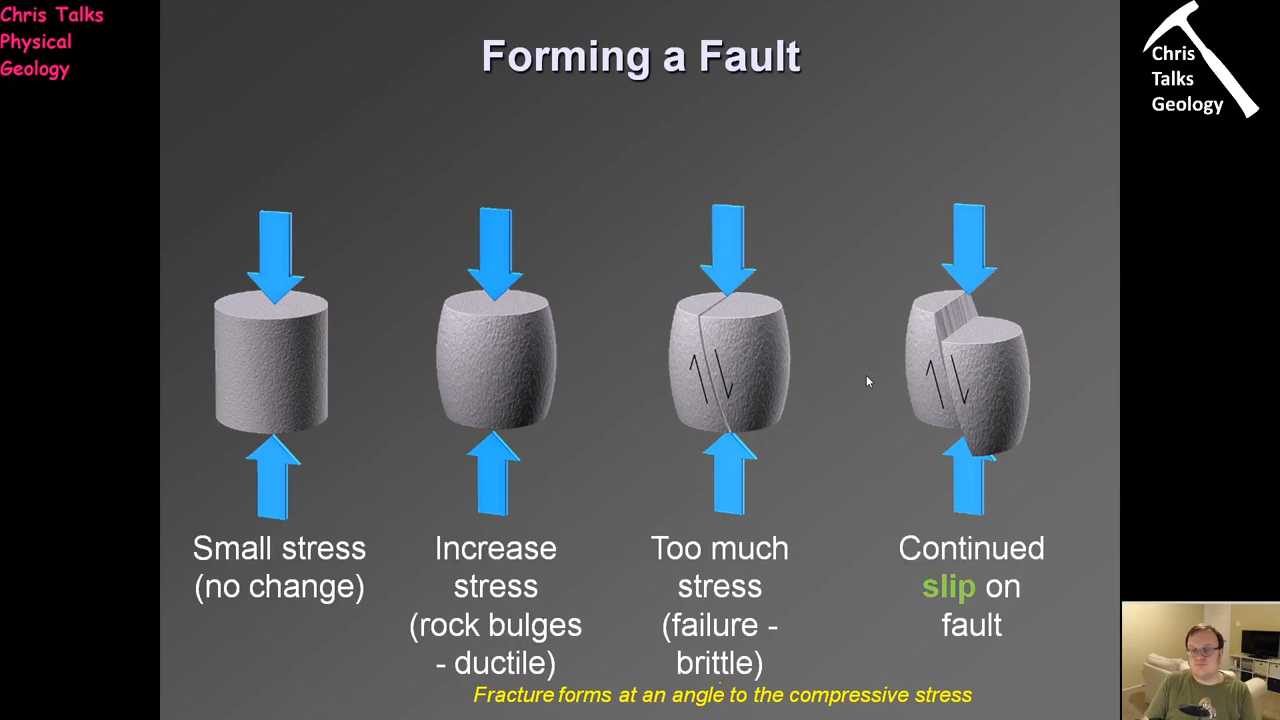 Chris Talks
Physical
Geology
Forming a Fault
Chris
Talks
Geology
Small stress
(no change)
Increase
stress
(rock bulges
- ductile)
Too much
stress
(failure -
brittle)
Continued
slip on
fault
Fracture forms at an angle to the compressive stress